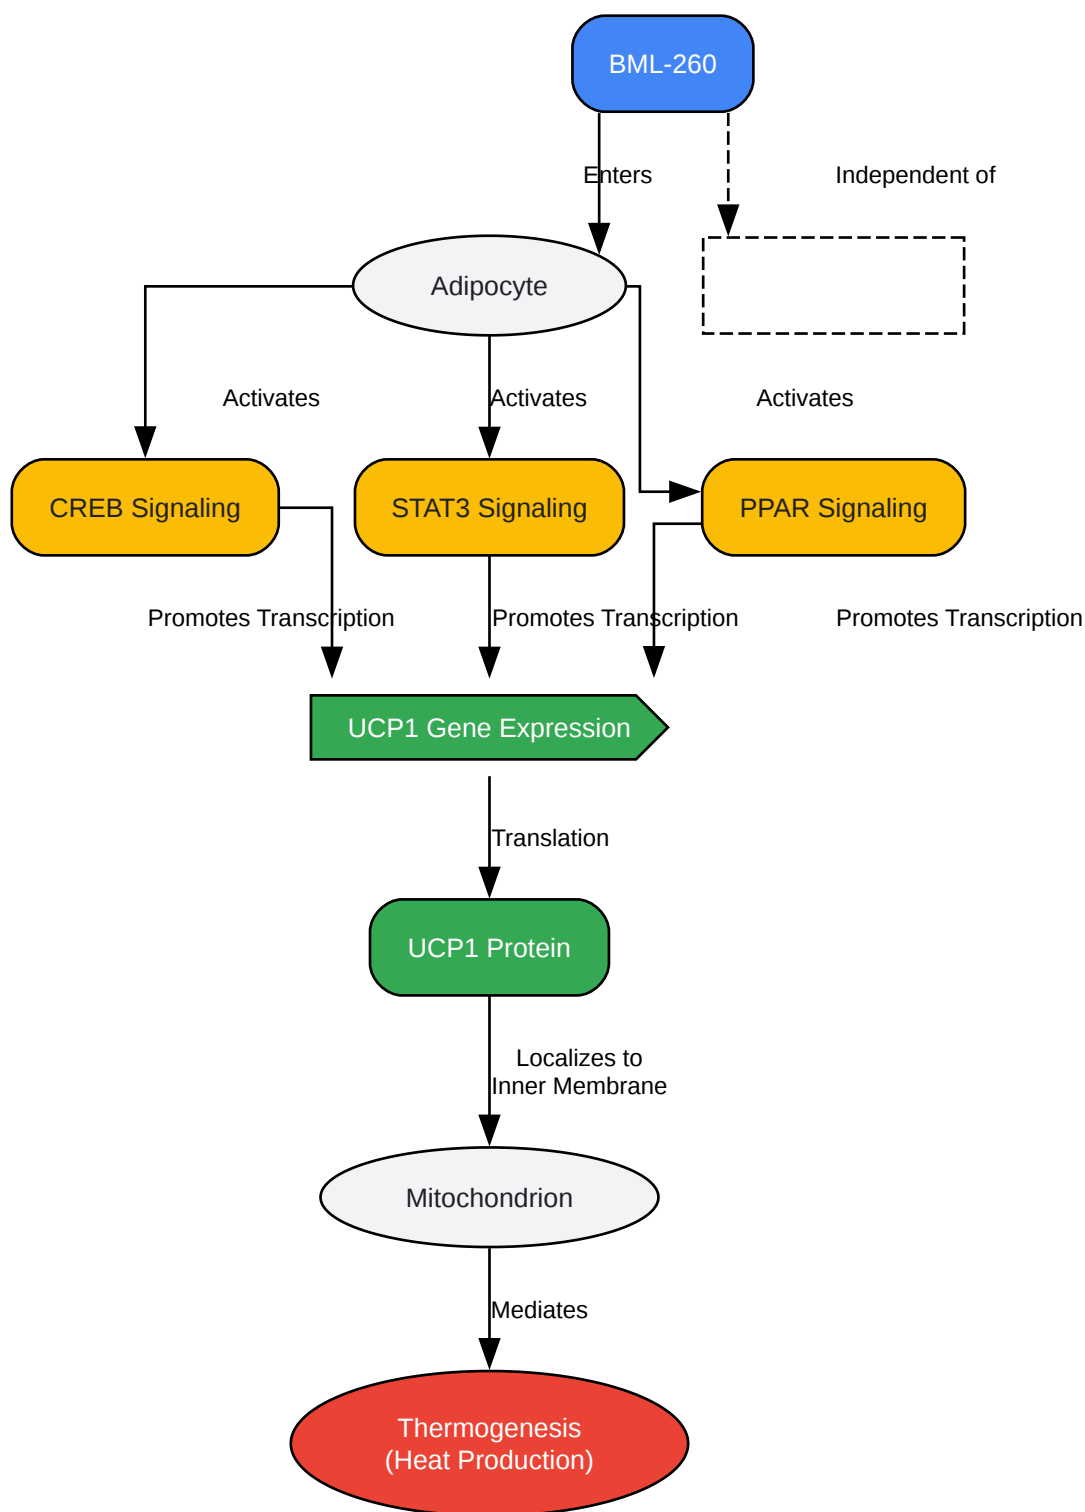 BML-260
Enters
Independent of
Adipocyte
Activates
Activates
Activates
CREB Signaling
STAT3 Signaling
PPAR Signaling
Promotes Transcription
Promotes Transcription
Promotes Transcription
UCP1 Gene Expression
Translation
UCP1 Protein
Localizes to
Inner Membrane
Mitochondrion
Mediates
Thermogenesis
(Heat Production)